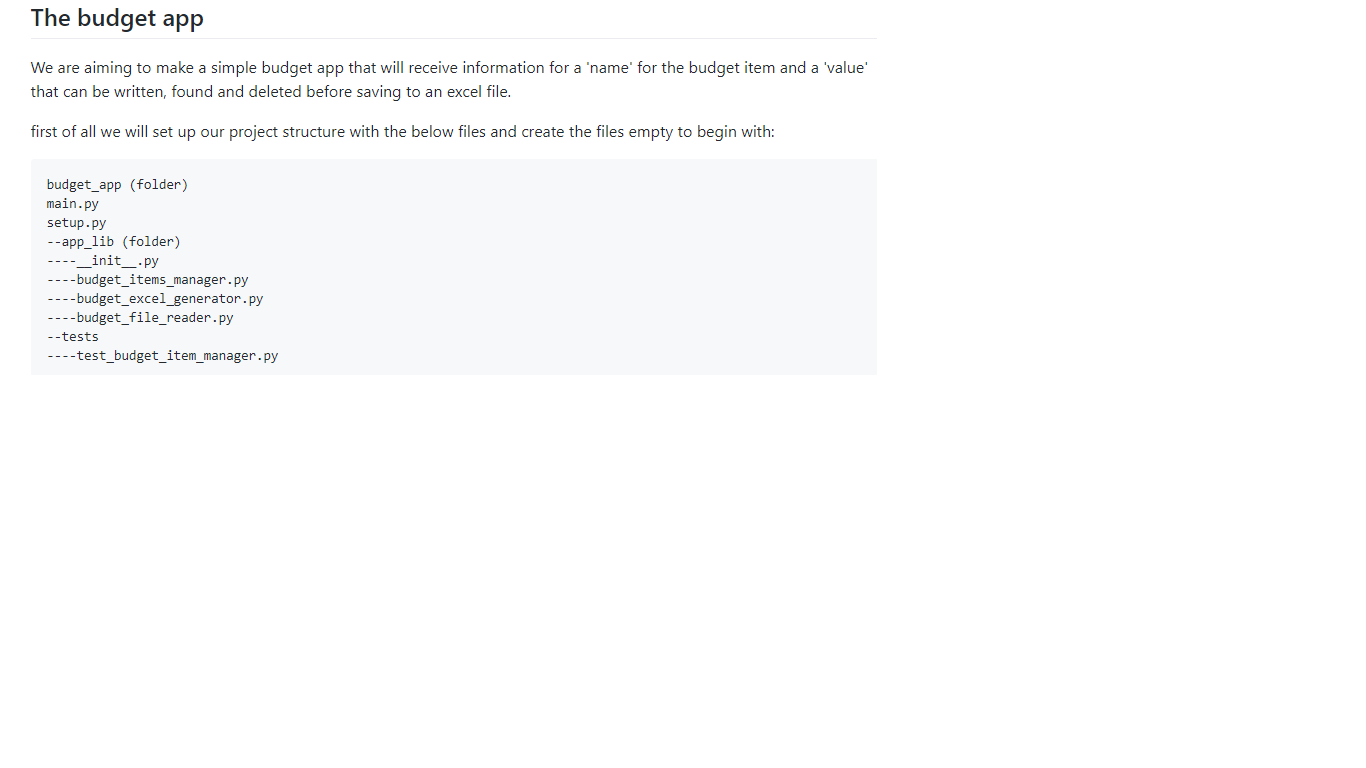 The budget app
We are aiming to make a simple budget app that will receive information for a 'name' for the budget item and a 'value'
that can be written, found and deleted before saving to an excel file.
first of all we will set up our project structure with the below files and create the files empty to begin with:
budget_app (folder)
main.py
setup.py
--app_lib (folder)
----__init__.py
----budget_items_manager.py
----budget_excel_generator.py
----budget_file_reader.py
--tests
----test_budget_item_manager.py